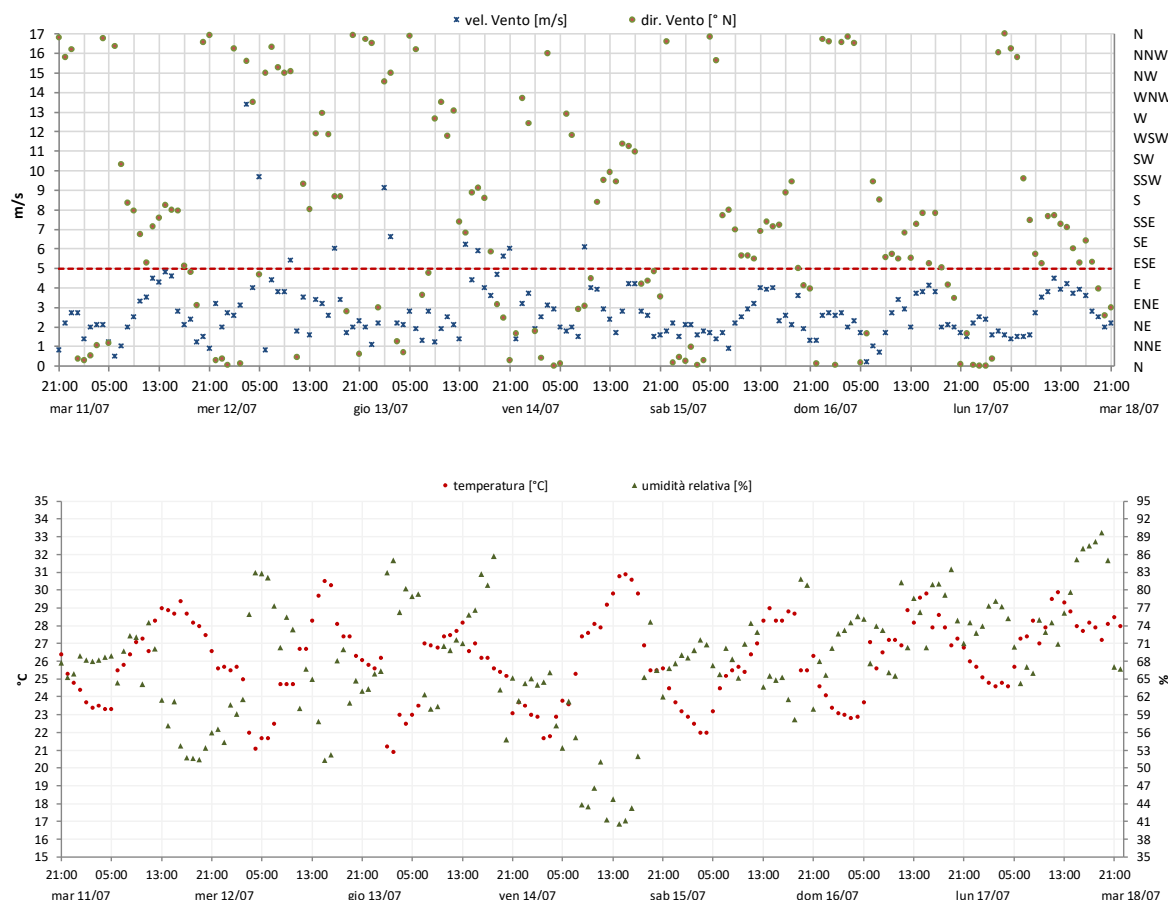 vel. Vento [m/s] dir. Vento [° N]
17 N
16 NNW
15 NW
14 WNW
13 W
12 WSW
11 SW
10 SSW
9 S
8 SSE
7 SE
6 ESE
5 E
4 ENE
3 NE
2 NNE
1 N
0
m/s
21:00 05:00 13:00 21:00 05:00 13:00 21:00 05:00 13:00 21:00 05:00 13:00 21:00 05:00 13:00 21:00 05:00 13:00 21:00 05:00 13:00 21:00
mar 11/07 mer 12/07 gio 13/07 ven 14/07 sab 15/07 dom 16/07 lun 17/07 mar 18/07
temperatura [°C] umidità relativa [%]
35 95
34 92
33 89
32 86
31 83
30 80
29 77
28 74
27 71
26 68
25 65
24 62
23 59
22 56
21 53
20 50
19 47
18 44
17 41
16 38
15 35
°C %
21:00 05:00 13:00 21:00 05:00 13:00 21:00 05:00 13:00 21:00 05:00 13:00 21:00 05:00 13:00 21:00 05:00 13:00 21:00 05:00 13:00 21:00
mar 11/07 mer 12/07 gio 13/07 ven 14/07 sab 15/07 dom 16/07 lun 17/07 mar 18/07